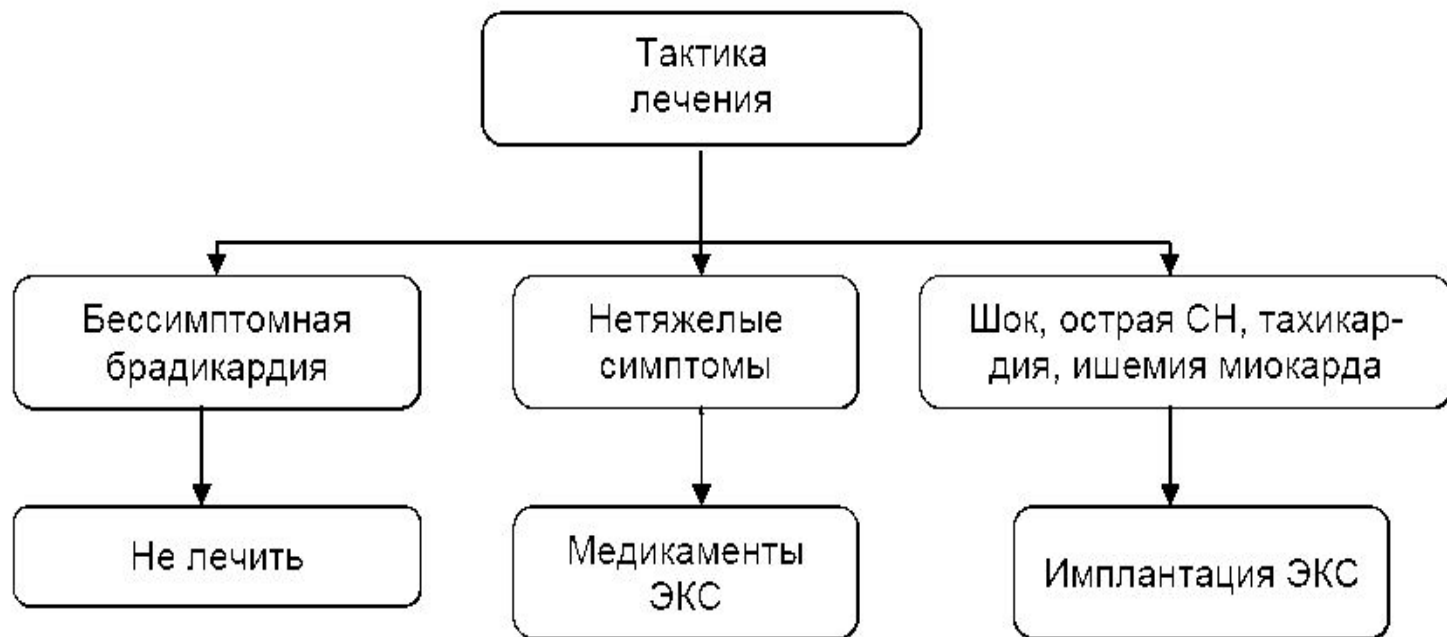 Тактика
лечения
Бессимптомная
брадикардия
Нетяжелые
симптомы
Шок, острая СН, тахикар-
дия, ишемия миокарда
Не лечить
Медикаменты
ЭКС
Имплантация ЭКС